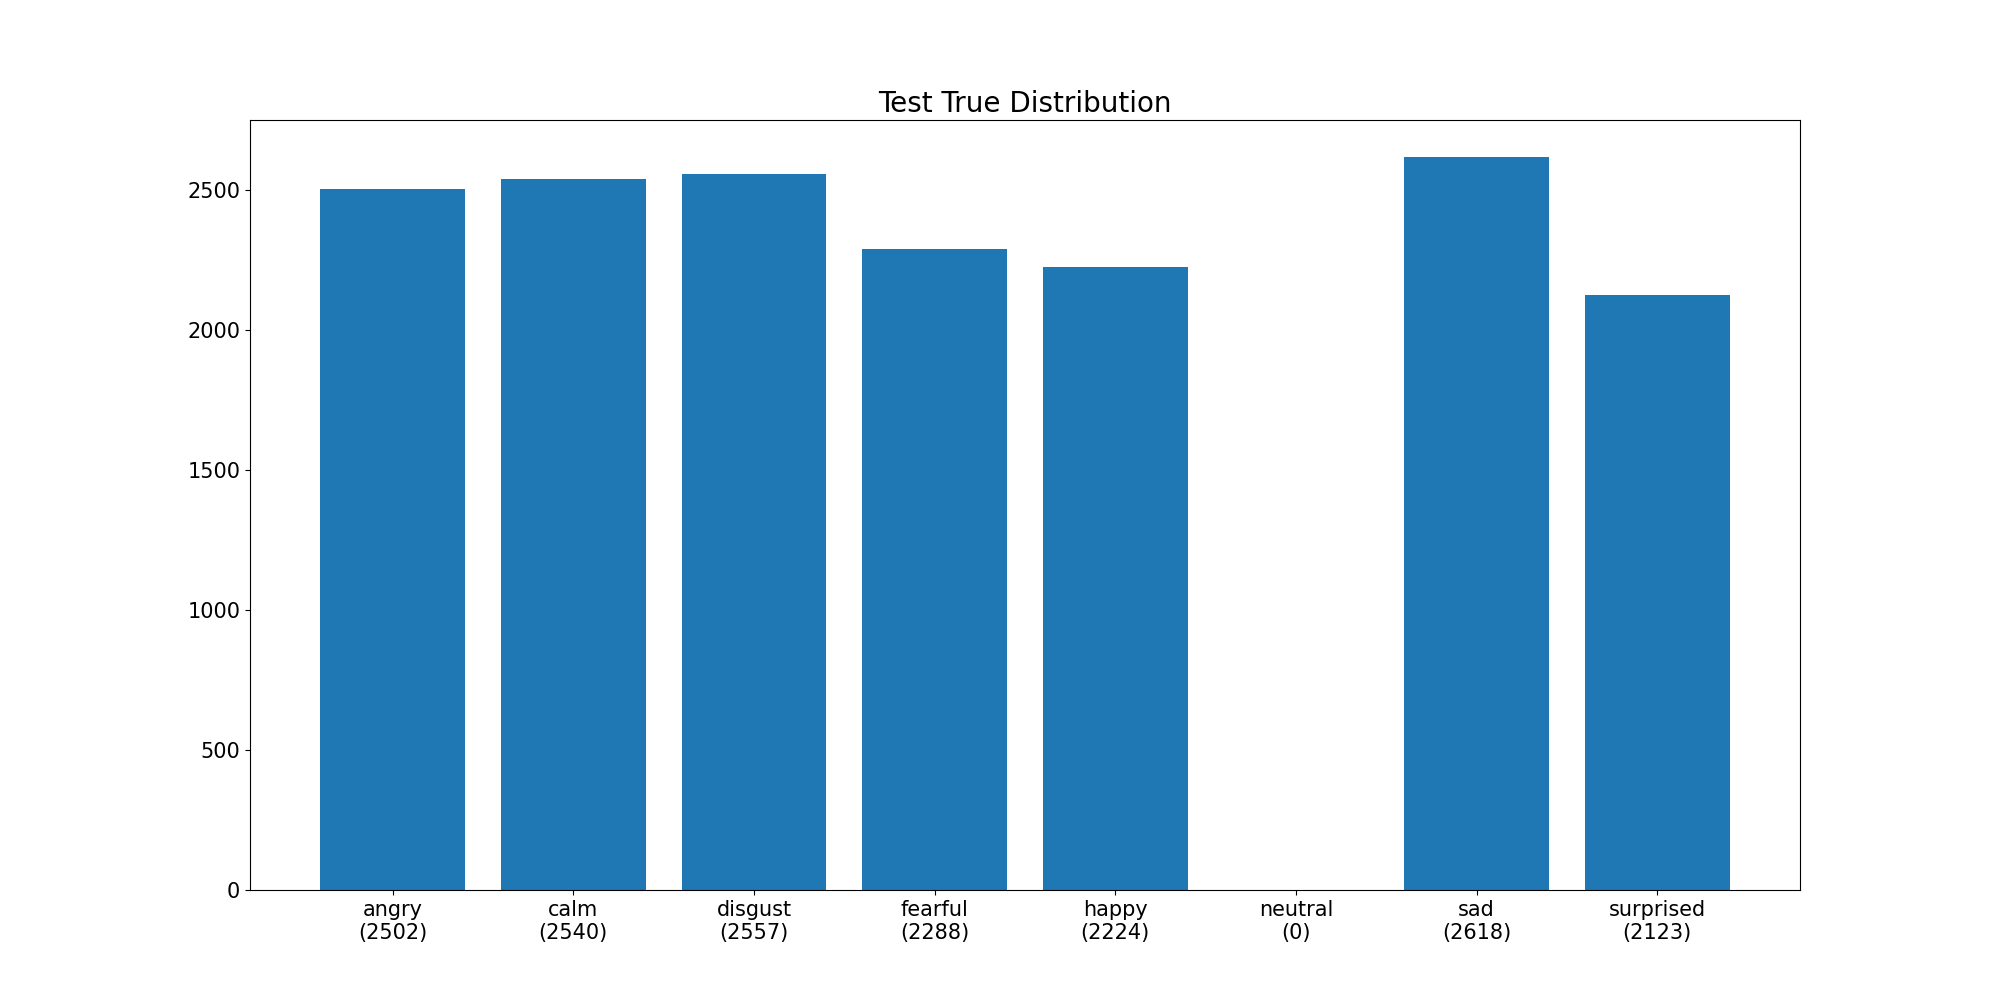 Test True Distribution
2500
2000
1500
1000
500
0
angry
(2502)
calm
(2540)
disgust
(2557)
fearful
(2288)
happy
(2224)
neutral
(0)
sad
(2618)
surprised
(2123)